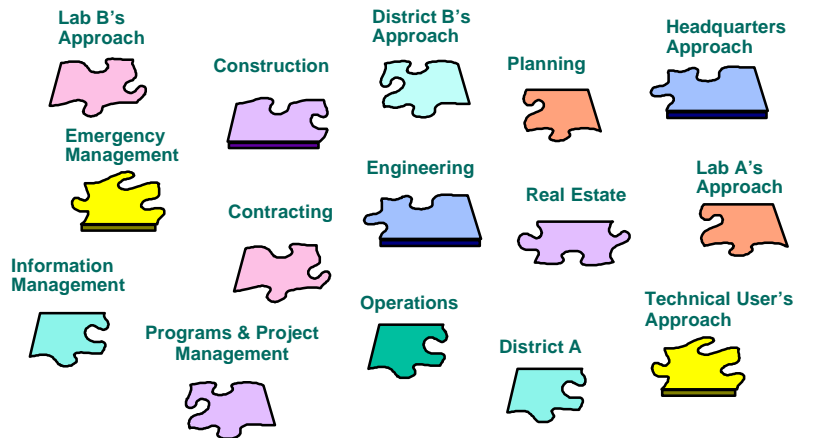 Lab B's
Approach
District B's
Approach
Headquarters
Approach
Construction
Planning
Emergency
Management
Engineering
Real Estate
Lab A's
Approach
Contracting
Information
Management
Operations
Technical User's
Approach
Programs & Project
Management
District A